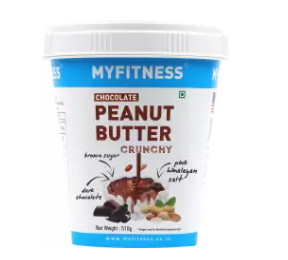 MYFITNESS
CHOCOLATE
PEANUT
BUTTER
CRUNCHY
brown sugar
pink himalayan
salt
dark
chocolate
Net Weight : 510g
www.myfitness.co.in